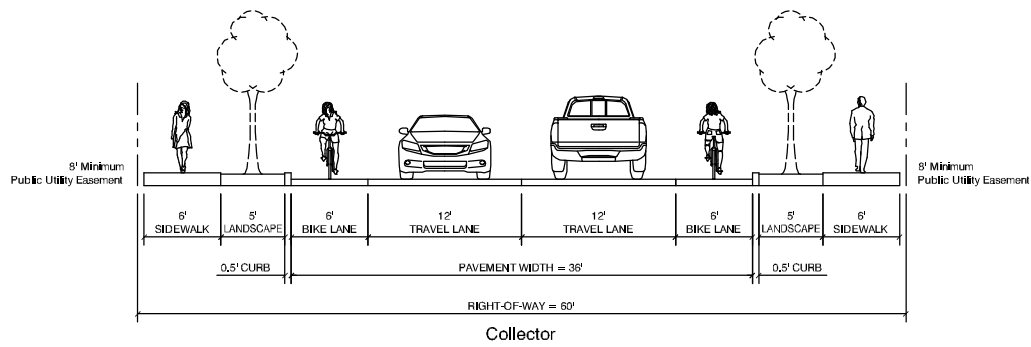 8' Minimum
Public Utility Easement
8' Minimum
Public Utility Easement
6'
SIDEWALK
5'
LANDSCAPE
6'
BIKE LANE
12'
TRAVEL LANE
12'
TRAVEL LANE
6'
BIKE LANE
5'
LANDSCAPE
6'
SIDEWALK
0.5' CURB
PAVEMENT WIDTH = 36'
0.5' CURB
RIGHT-OF-WAY = 60'
Collector